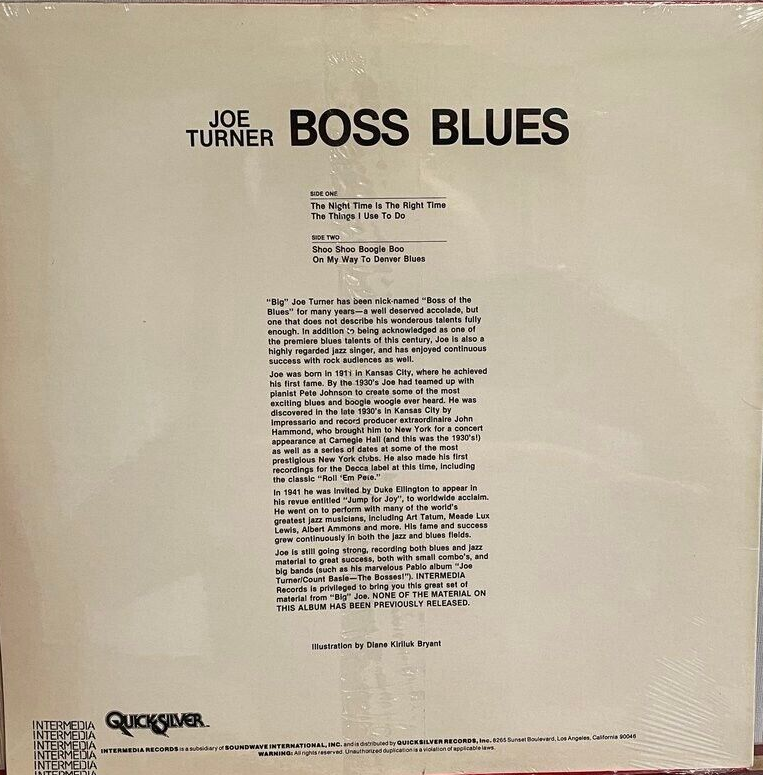 JOE
TURNER BOSS BLUES
SIDE ONE
The Night Time Is The Right Time
The Things I Use To Do
SIDE TWO
Shoo Shoo Boogie Boo
On My Way To Denver Blues
"Big" Joe Turner has been nick-named "Boss of the
Blues" for many years—a well deserved accolade, but
one that does not describe his wonderous talents fully
enough. In addition to being acknowledged as one of
the premiere blues talents of this century, Joe is also a
highly regarded jazz singer, and has enjoyed continuous
success with rock audiences as well.
Joe was born in 1911 in Kansas City, where he achieved
his first fame. By the 1930's Joe had teamed up with
pianist Pete Johnson to create some of the most
exciting blues and boogie woogie ever heard. He was
discovered in the late 1930's in Kansas City by
Impressario and record producer extraordinaire John
Hammond, who brought him to New York for a concert
appearance at Carnegie Hall (and this was the 1930's!)
as well as a series of dates at some of the most
prestigious New York clubs. He also made his first
recordings for the Decca label at this time, including
the classic "Roll 'Em Pete."
In 1941 he was invited by Duke Ellington to appear in
his revue entitled "Jump for Joy", to worldwide acclaim.
He went on to perform with many of the world's
greatest jazz musicians, including Art Tatum, Meade Lux
Lewis, Albert Ammons and more. His fame and success
grew continuously in both the jazz and blues fields.
Joe is still going strong, recording both blues and jazz
material to great success, both with small combo's, and
big bands (such as his marvelous Pablo album "Joe
Turner/Count Basie—The Bosses!"). INTERMEDIA
Records is privileged to bring you this great set of
material from "Big" Joe. NONE OF THE MATERIAL ON
THIS ALBUM HAS BEEN PREVIOUSLY RELEASED.
Illustration by Diane Kiriluk Bryant
QUICKSILVER
INTERMEDIA
INTERMEDIA
INTERMEDIA
INTERMEDIA
INTERMEDIA
INTERMEDIA
INTERMEDIA RECORDS is a subsidiary of SOUNDWAVE INTERNATIONAL, INC. and is distributed by QUICKSILVER RECORDS, Inc. 8265 Sunset Boulevard, Los Angeles, California 90046
WARNING: All rights reserved. Unauthorized duplication is a violation of applicable laws.